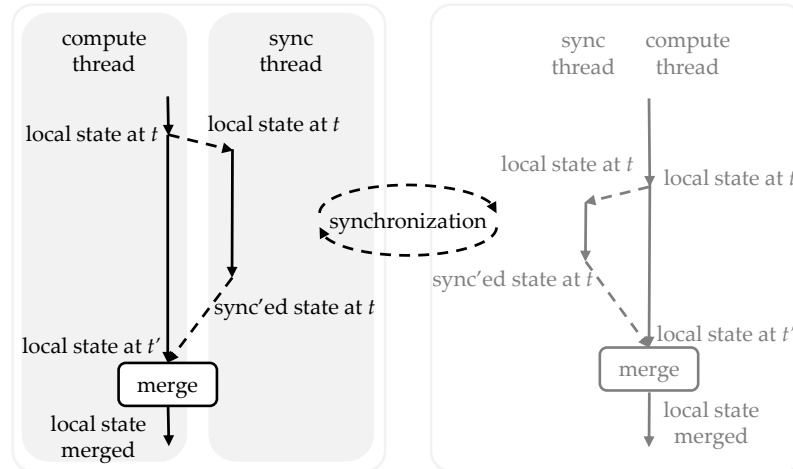 compute
thread
sync
thread
local state at t
local state at t
sync'ed state at t
local state at t'
merge
local state
merged
synchronization
sync
thread
compute
thread
local state at t
local state at t
sync'ed state at t
local state at t'
merge
local state
merged